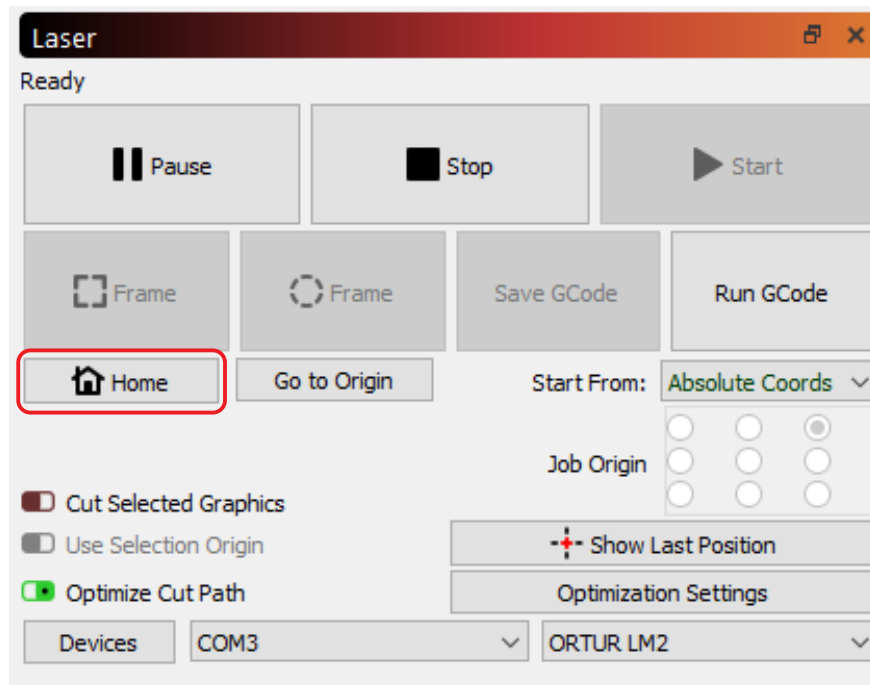 Laser
Ready
Pause
Stop
Start
Frame
Frame
Save GCode
Run GCode
Home
Go to Origin
Start From:
Absolute Coords
Job Origin
Cut Selected Graphics
Use Selection Origin
Show Last Position
Optimize Cut Path
Optimization Settings
Devices
COM3
ORTUR LM2